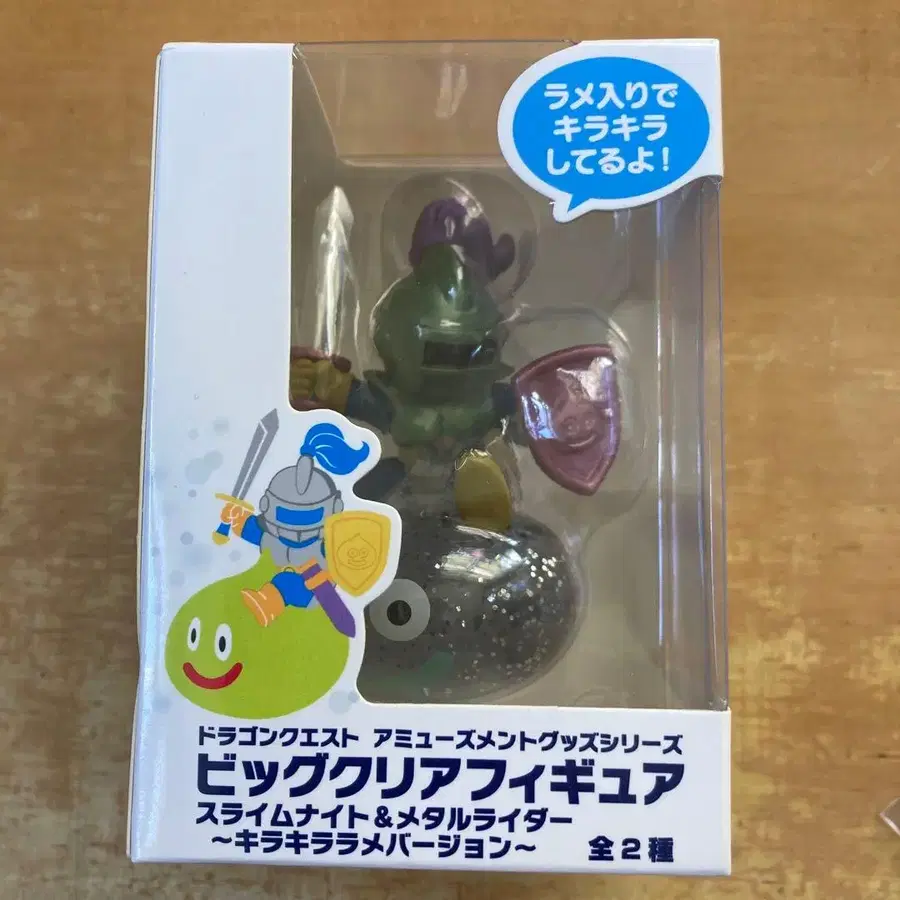 ラメ入りで
キラキラ
してるよ!
ドラゴンクエスト アミューズメントグッズシリーズ
ビッグクリアフィギュア
スライムナイト&メタルライダー
〜キラキララメバージョン〜 全2種